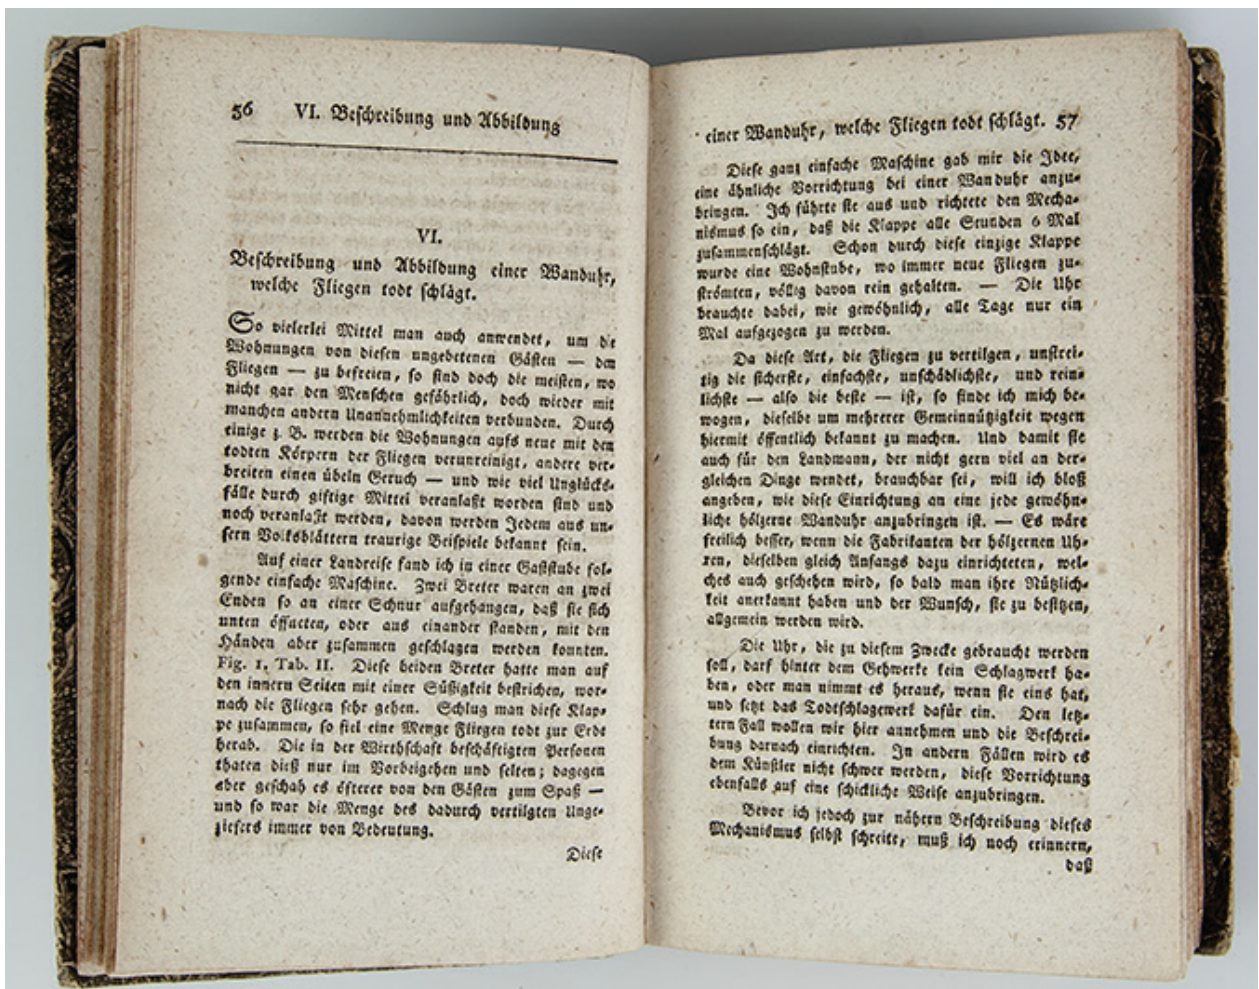 56 VI. Beschreibung und Abbildung
VI.
Beschreibung und Abbildung einer Wanduhr,
welche Fliegen todt schlägt.
So vielerlei Mittel man auch anwendet, um die
Wohnungen von diesen ungebetenen Gästen — den
Fliegen — zu befreien, so sind doch die meisten, wo
nicht gar den Menschen gefährlich, doch wieder mit
manchen andern Unannehmlichkeiten verbunden. Durch
einige z. B. werden die Wohnungen aufs neue mit den
todten Körpern der Fliegen verunreinigt, andere ver-
breiten einen übeln Geruch — und wie viel Unglücks-
fälle durch giftige Mittel veranlaßt worden sind und
noch veranlaßt werden, davon werden Jedem aus un-
sern Volksblättern traurige Beispiele bekannt sein.
Auf einer Landreise fand ich in einer Gaststube fol-
gende einfache Maschine. Zwei Breter waren an zwei
Enden so an einer Schnur aufgehangen, daß sie sich
unten öffneten, oder aus einander standen, mit den
Händen aber zusammen geschlagen werden konnten.
Fig. 1, Tab. II. Diese beiden Breter hatte man auf
den innern Seiten mit einer Süßigkeit bestrichen, wor-
nach die Fliegen sehr gehen. Schlug man diese Klap-
pe zusammen, so fiel eine Menge Fliegen todt zur Erde
herab. Die in der Wirthschaft beschäftigten Personen
thaten dieß nur im Vorbeigehen und selten; dagegen
aber geschah es öfterer von den Gästen zum Spaß —
und so war die Menge des dadurch vertilgten Unge-
ziefers immer von Bedeutung.
Diese
einer Wanduhr, welche Fliegen todt schlägt. 57
Diese ganz einfache Maschine gab mir die Idee,
eine ähnliche Vorrichtung bei einer Wanduhr anzu-
bringen. Ich führte sie aus und richtete den Mecha-
nismus so ein, daß die Klappe alle Stunden 6 Mal
zusammenschlägt. Schon durch diese einzige Klappe
wurde eine Wohnstube, wo immer neue Fliegen zu-
strömten, völlig davon rein gehalten. — Die Uhr
brauchte dabei, wie gewöhnlich, alle Tage nur ein
Mal aufgezogen zu werden.
Da diese Art, die Fliegen zu vertilgen, unstrei-
tig die sicherste, einfachste, unschädlichste, und rein-
lichste — also die beste — ist, so finde ich mich be-
wogen, dieselbe um mehrerer Gemeinnützigkeit wegen
hiermit öffentlich bekannt zu machen. Und damit sie
auch für den Landmann, der nicht gern viel an der-
gleichen Dinge wendet, brauchbar sei, will ich bloß
angeben, wie diese Einrichtung an eine jede gewöhn-
liche hölzerne Wanduhr anzubringen ist. — Es wäre
freilich besser, wenn die Fabrikanten der hölzernen Uh-
ren, dieselben gleich Anfangs dazu einrichteten, wel-
ches auch geschehen wird, so bald man ihre Nützlich-
keit anerkannt haben und der Wunsch, sie zu besitzen,
allgemein werden wird.
Die Uhr, die zu diesem Zwecke gebraucht werden
soll, darf hinter dem Gehwerke kein Schlagwerk ha-
ben, oder man nimmt es heraus, wenn sie eins hat,
und setzt das Todtschlagewerk dafür ein. Den letz-
tern Fall wollen wir hier annehmen und die Beschrei-
bung darnach einrichten. In andern Fällen wird es
dem Künstler nicht schwer werden, diese Vorrichtung
ebenfalls auf eine schickliche Weise anzubringen.
Bevor ich jedoch zur nähern Beschreibung dieses
Mechanismus selbst schreite, muß ich noch erinnern,
daß